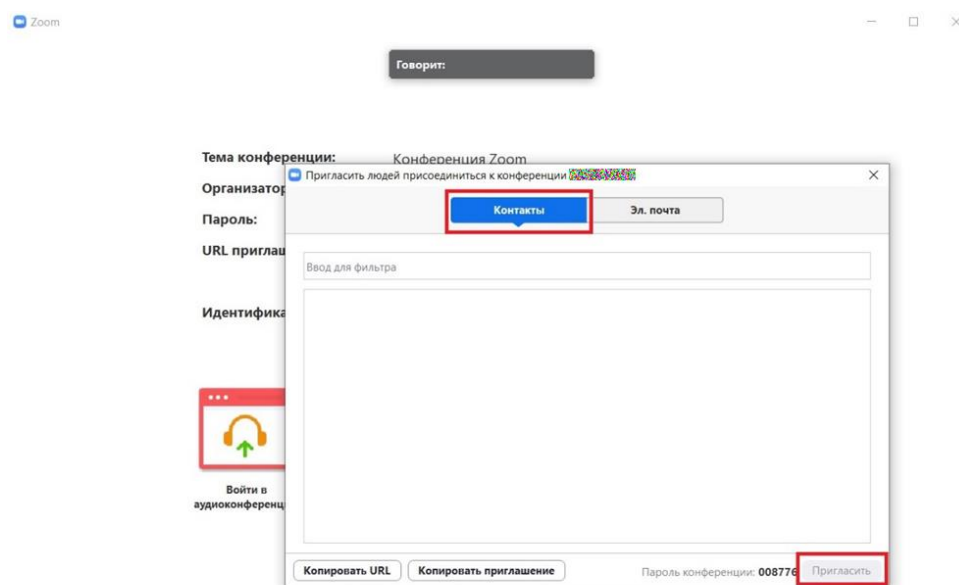 Zoom
Говорит:
Тема конференции:
Конференция Zoom
Пригласить людей присоединиться к конференции
Организатор
Контакты
Эл. почта
Пароль:
URL приглаш
Ввод для фильтра
Идентифика
Войти в
аудиоконференц
Копировать URL
Копировать приглашение
Пароль конференции: 008776
Пригласить